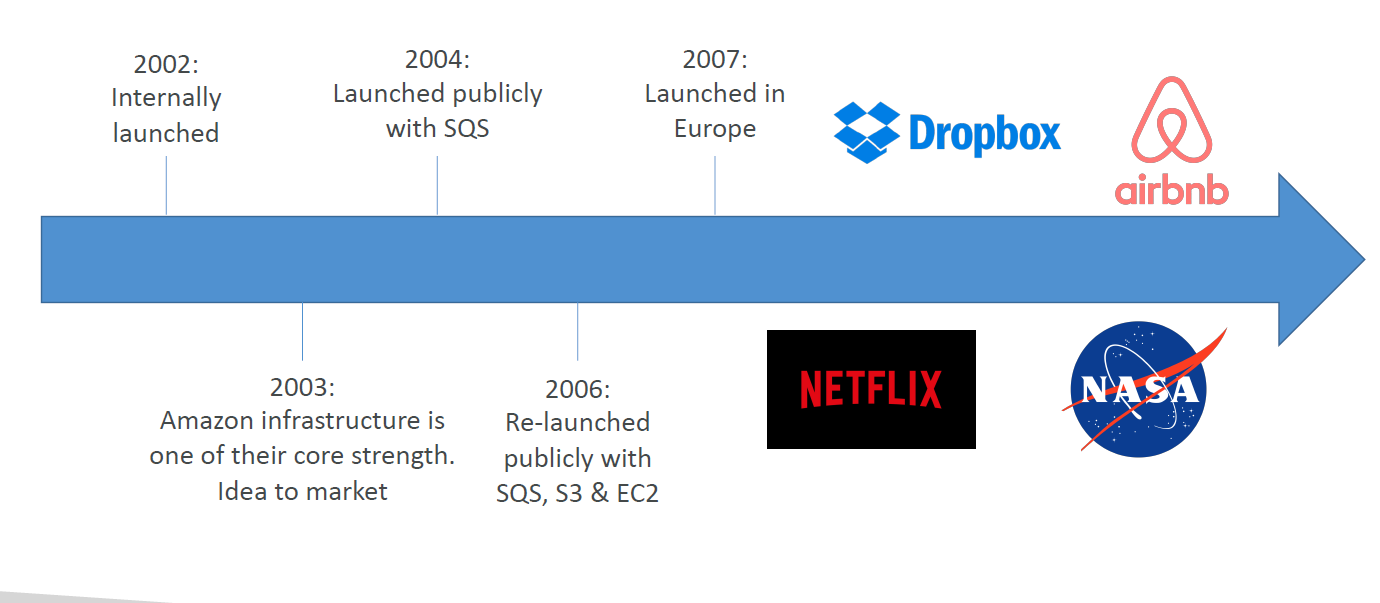 2002:
Internally
launched
2004:
Launched publicly
with SQS
2007:
Launched in
Europe
Dropbox
airbnb
2003:
Amazon infrastructure is
one of their core strength.
Idea to market
2006:
Re-launched
publicly with
SQS, S3 & EC2
NETFLIX
NASA